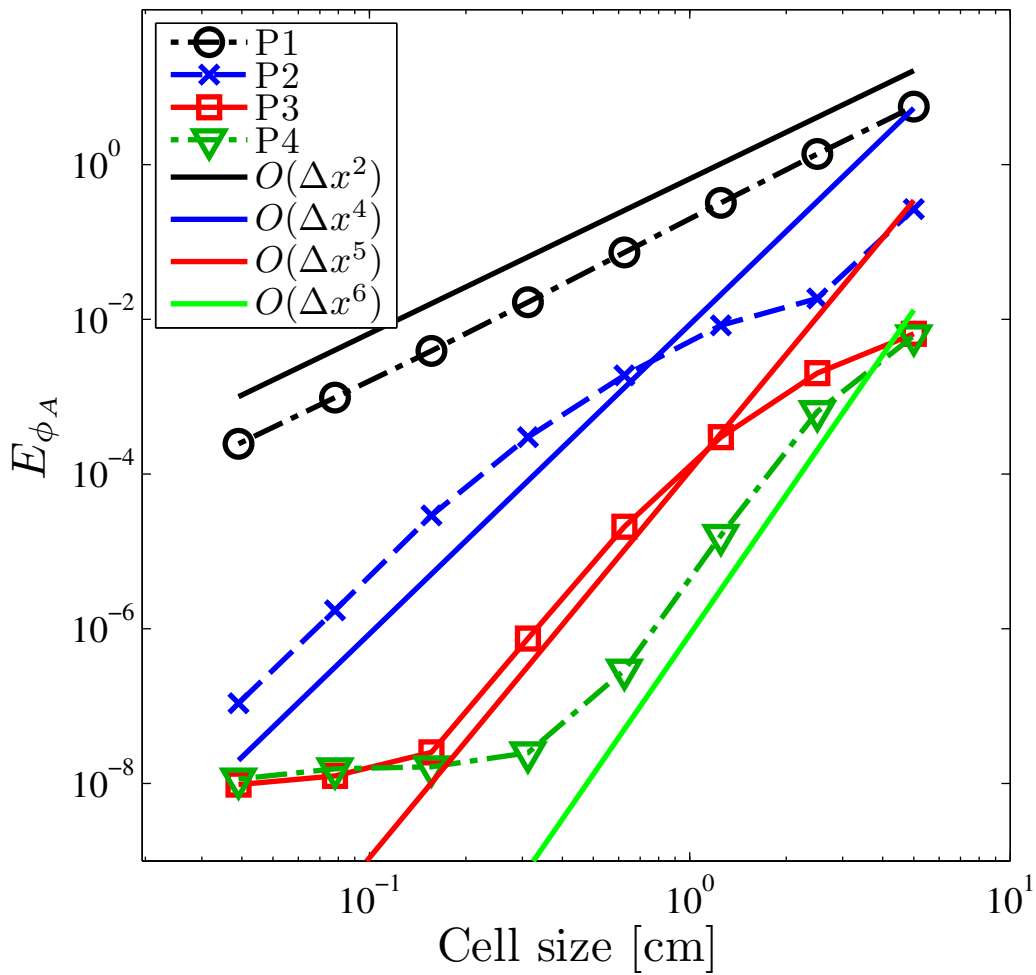 P1
P2
P3
P4
O(Δx²)
O(Δx⁴)
O(Δx⁵)
O(Δx⁶)
10⁰
10⁻²
10⁻⁴
10⁻⁶
10⁻⁸
E_{ϕ_A}
10⁻¹ 10⁰ 10¹
Cell size [cm]